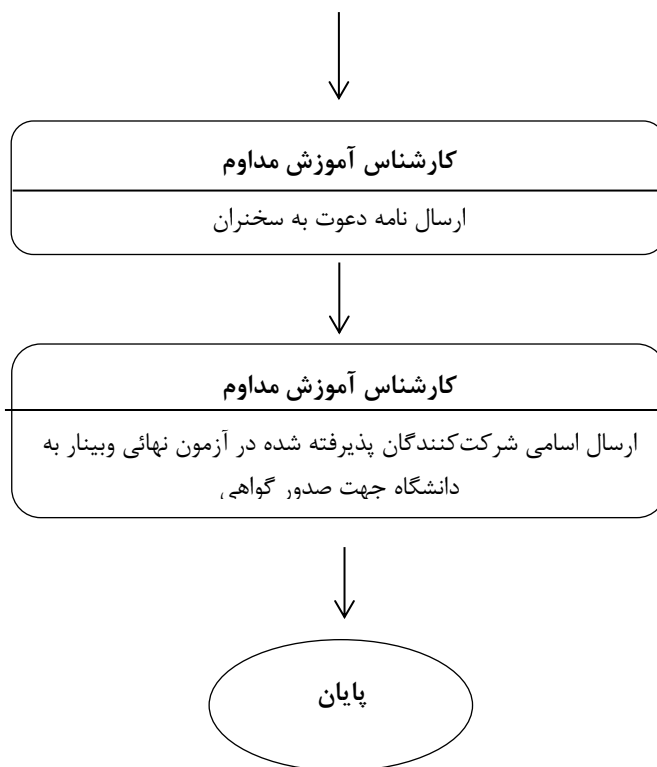 کارشناس آموزش مداوم
ارسال نامه دعوت به سخنران
کارشناس آموزش مداوم
ارسال اسامی شرکت‌کنندگان پذیرفته شده در آزمون نهائی وبینار به
دانشگاه جهت صدور گواهی
پایان